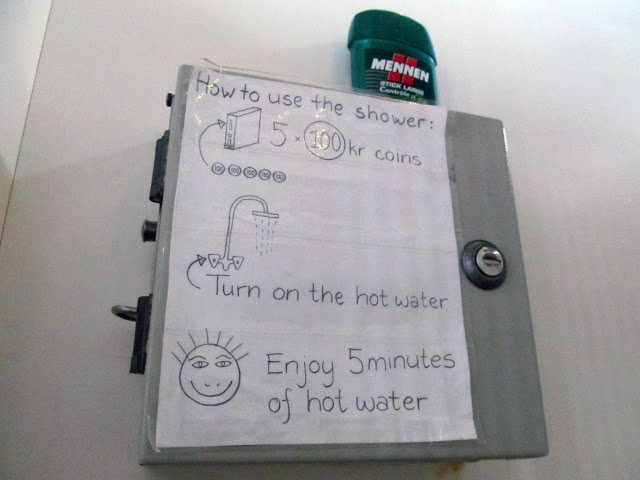 MENNEN
STICK LARGE
Contrôle
How to use the shower:
5 × 100 kr coins
100 100 100 100 100
Turn on the hot water
Enjoy 5 minutes
of hot water